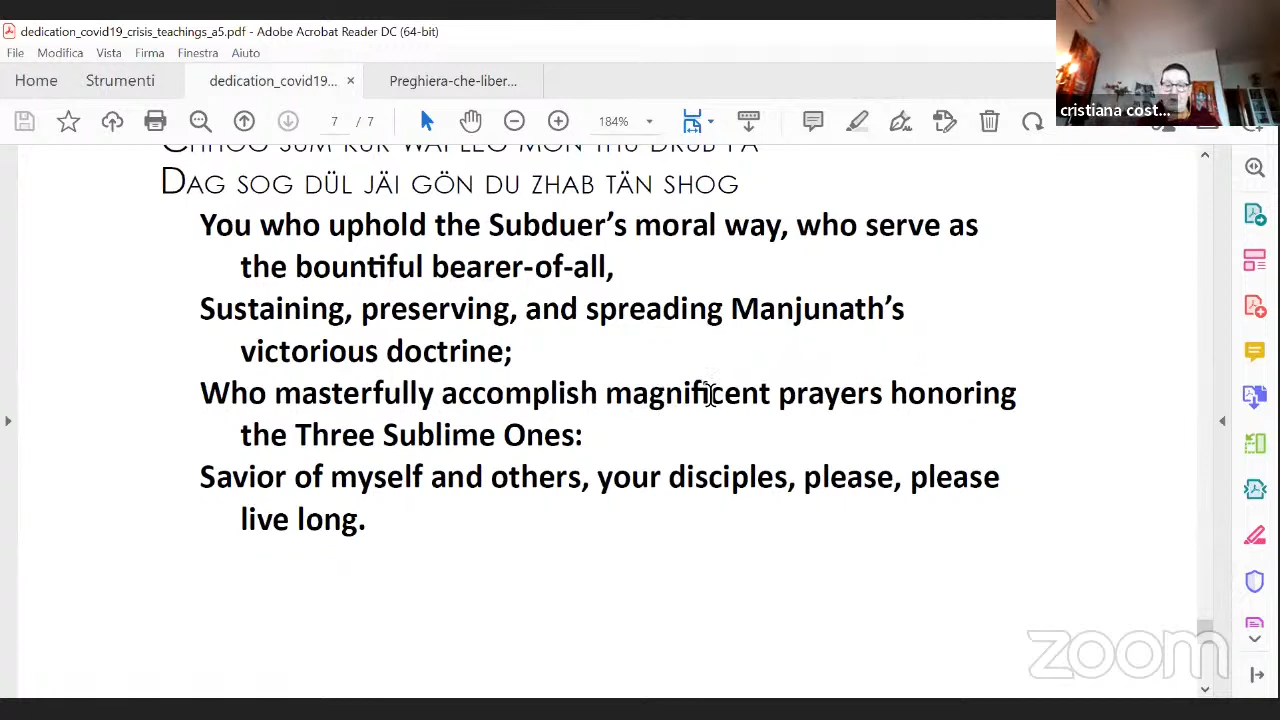 dedication_covid19_crisis_teachings_a5.pdf - Adobe Acrobat Reader DC (64-bit)
File Modifica Vista Firma Finestra Aiuto
Home Strumenti dedication_covid19... × Preghiera-che-liber...
7 / 7 184%
cristiana cost...
DAG SOG DÜL JÄI GÖN DU ZHAB TÄN SHOG
You who uphold the Subduer’s moral way, who serve as
the bountiful bearer-of-all,
Sustaining, preserving, and spreading Manjunath’s
victorious doctrine;
Who masterfully accomplish magnificent prayers honoring
the Three Sublime Ones:
Savior of myself and others, your disciples, please, please
live long.
zoom